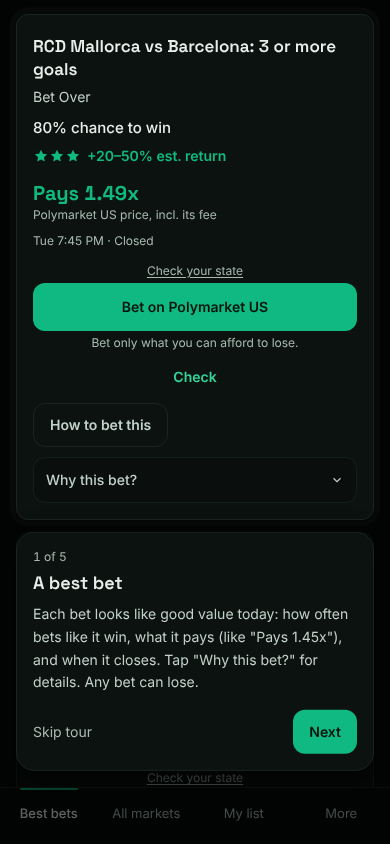 RCD Mallorca vs Barcelona: 3 or more
goals
Bet Over
80% chance to win
★★★ +20–50% est. return
Pays 1.49x
Polymarket US price, incl. its fee
Tue 7:45 PM · Closed
Check your state
Bet on Polymarket US
Bet only what you can afford to lose.
Check
How to bet this
Why this bet?
1 of 5
A best bet
Each bet looks like good value today: how often
bets like it win, what it pays (like "Pays 1.45x"),
and when it closes. Tap "Why this bet?" for
details. Any bet can lose.
Skip tour
Next
Check your state
Best bets
All markets
My list
More